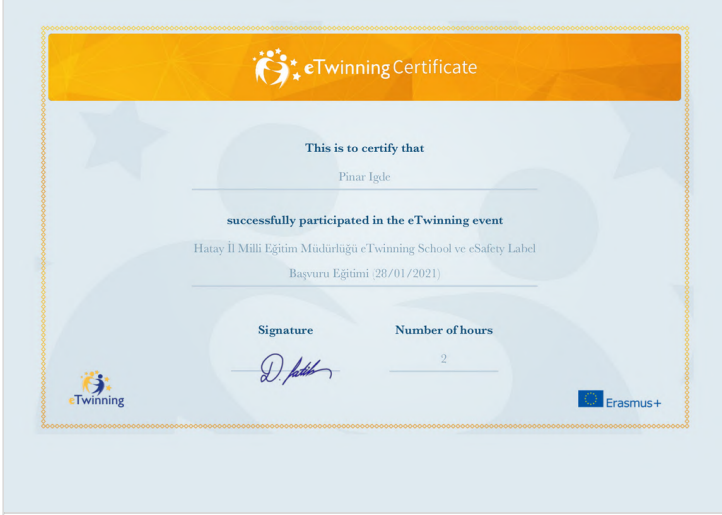 eTwinning Certificate
This is to certify that
Pinar Igde
successfully participated in the eTwinning event
Hatay İl Milli Eğitim Müdürlüğü eTwinning School ve eSafety Label
Başvuru Eğitimi (28/01/2021)
Signature Number of hours
D. Fatih
2
eTwinning
Erasmus+